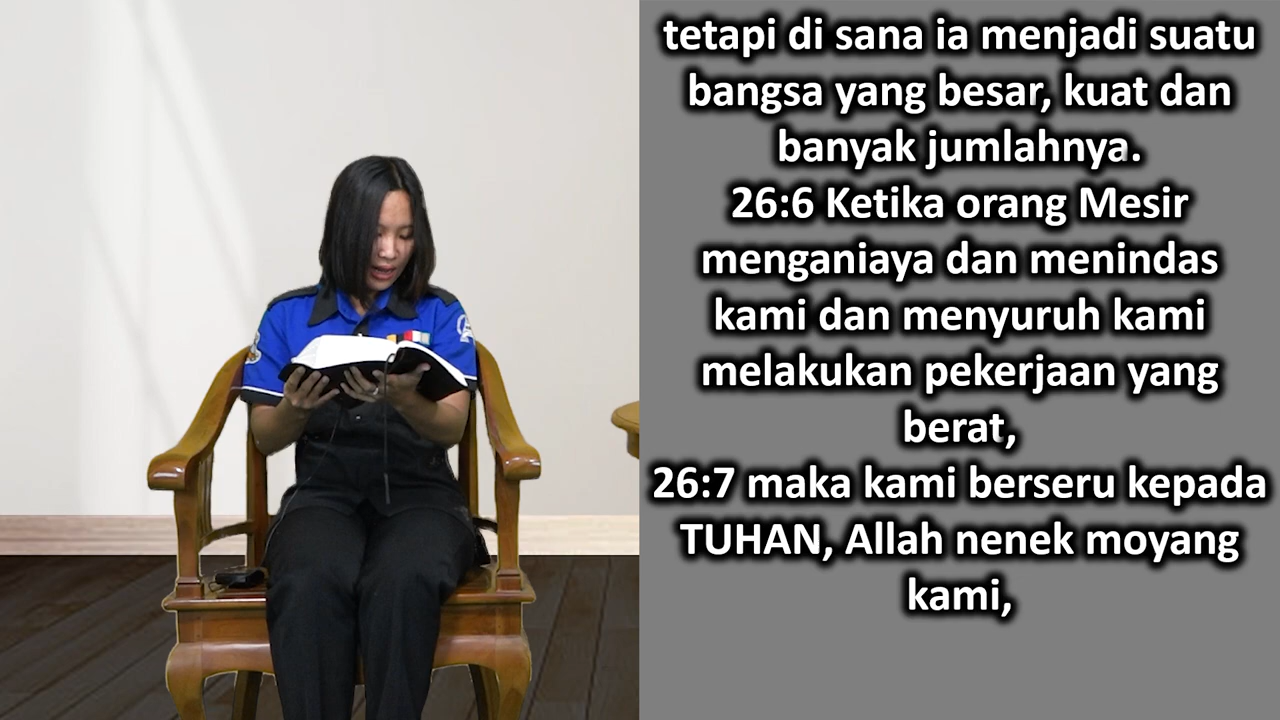 tetapi di sana ia menjadi suatu
bangsa yang besar, kuat dan
banyak jumlahnya.
26:6 Ketika orang Mesir
menganiaya dan menindas
kami dan menyuruh kami
melakukan pekerjaan yang
berat,
26:7 maka kami berseru kepada
TUHAN, Allah nenek moyang
kami,